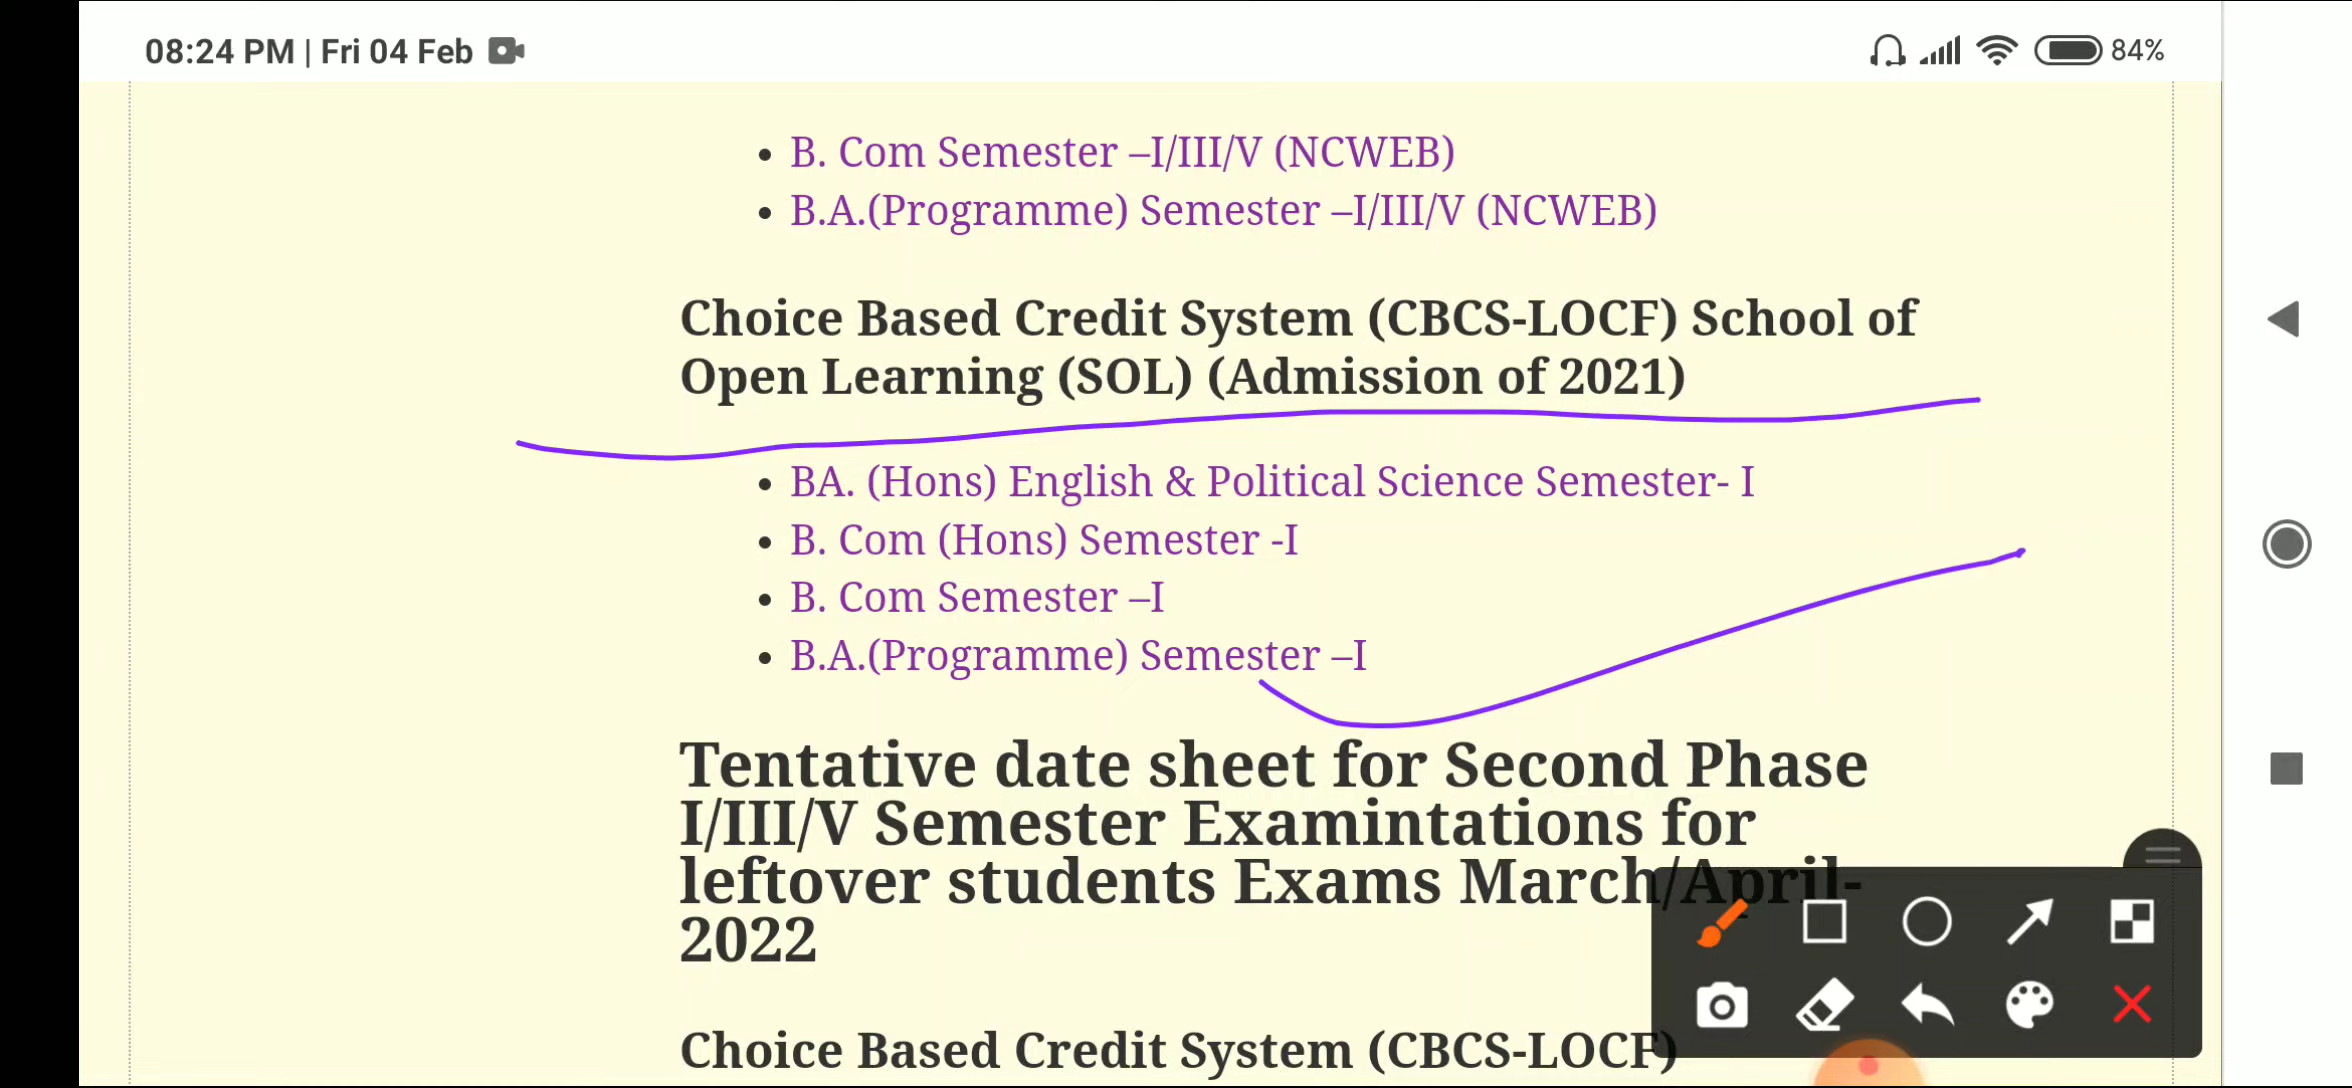 08:24 PM | Fri 04 Feb
84%
• B. Com Semester –I/III/V (NCWEB)
• B.A.(Programme) Semester –I/III/V (NCWEB)
Choice Based Credit System (CBCS-LOCF) School of
Open Learning (SOL) (Admission of 2021)
• BA. (Hons) English & Political Science Semester- I
• B. Com (Hons) Semester -I
• B. Com Semester –I
• B.A.(Programme) Semester –I
Tentative date sheet for Second Phase
I/III/V Semester Examintations for
leftover students Exams March/April-
2022
Choice Based Credit System (CBCS-LOCF)